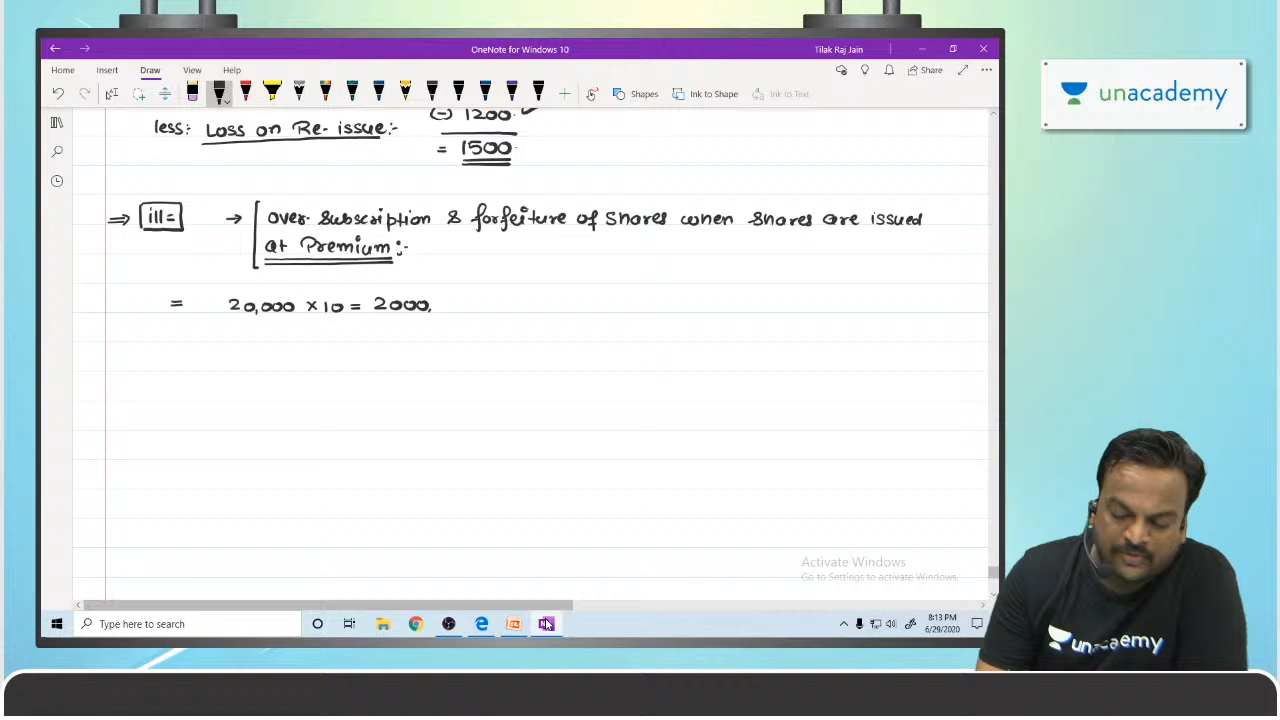 OneNote for Windows 10
Tilak Raj Jain
Home Insert Draw View Help
Share
Shapes Ink to Shape Ink to Text
unacademy
(-) 1200
less: Loss on Re-issue:-
= 1500
⇒ ill= → Over-subscription & forfeiture of shares when shares are issued
at Premium:-
= 20,000 × 10 = 2000,
Activate Windows
Go to Settings to activate Windows.
Type here to search
8:13 PM
6/29/2020
unacademy